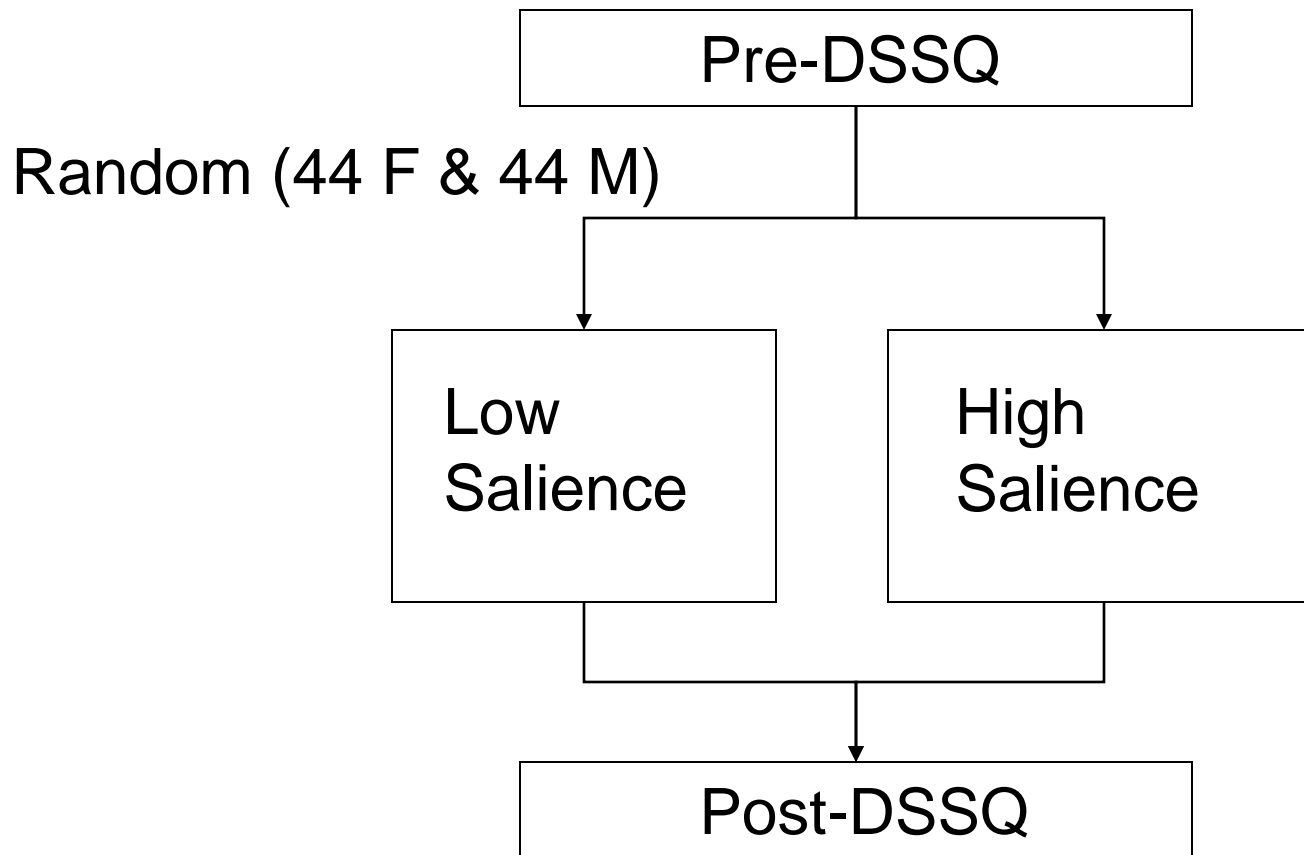 Pre-DSSQ
Random (44 F & 44 M)
Low
Salience
High
Salience
Post-DSSQ